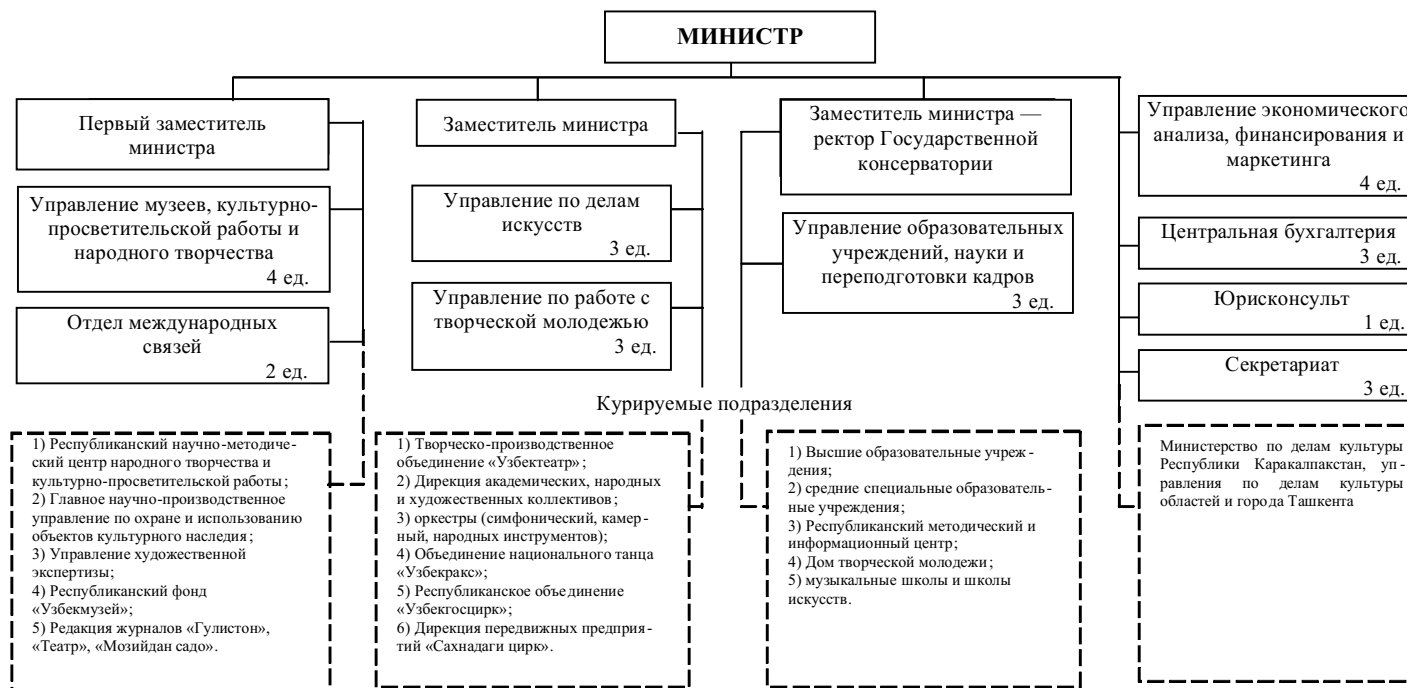 МИНИСТР
Первый заместитель
министра
Управление музеев, культурно-
просветительской работы и
народного творчества
4 ед.
Отдел международных
связей
2 ед.
Заместитель министра
Управление по делам
искусств
3 ед.
Управление по работе с
творческой молодежью
3 ед.
Заместитель министра —
ректор Государственной
консерватории
Управление образовательных
учреждений, науки и
переподготовки кадров
3 ед.
Управление экономического
анализа, финансирования и
маркетинга
4 ед.
Центральная бухгалтерия
3 ед.
Юрисконсульт
1 ед.
Секретариат
3 ед.
Курируемые подразделения
1) Республиканский научно-методиче-
ский центр народного творчества и
культурно-просветительской работы;
2) Главное научно-производственное
управление по охране и использованию
объектов культурного наследия;
3) Управление художественной
экспертизы;
4) Республиканский фонд
«Узбекмузей»;
5) Редакция журналов «Гулистон»,
«Театр», «Мозийдан садо».
1) Творческо-производственное
объединение «Узбектеатр»;
2) Дирекция академических, народных
и художественных коллективов;
3) оркестры (симфонический, камер-
ный, народных инструментов);
4) Объединение национального танца
«Узбекракс»;
5) Республиканское объединение
«Узбекгосцирк»;
6) Дирекция передвижных предприя-
тий «Сахнадаги цирк».
1) Высшие образовательные учреж-
дения;
2) средние специальные образователь-
ные учреждения;
3) Республиканский методический и
информационный центр;
4) Дом творческой молодежи;
5) музыкальные школы и школы
искусств.
Министерство по делам культуры
Республики Каракалпакстан, уп-
равления по делам культуры
областей и города Ташкента